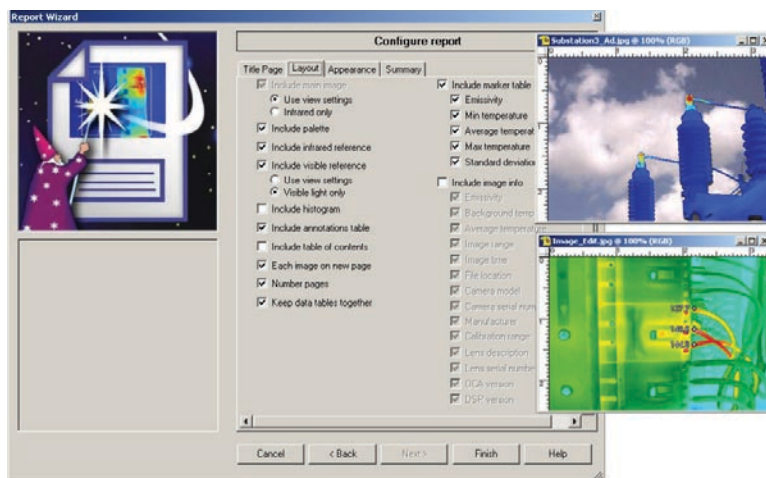 Report Wizard
Configure report
Title Page
Layout
Appearance
Summary
Include main image
Use view settings
Infrared only
Include palette
Include infrared reference
Include visible reference
Use view settings
Visible light only
Include histogram
Include annotations table
Include table of contents
Each image on new page
Number pages
Keep data tables together
Include marker table
Emissivity
Min temperature
Average temperat
Max temperature
Standard deviatio
Include image info
Emissivity
Background temp
Average temperature
Image range
Image time
File location
Camera model
Camera serial num
Manufacturer
Calibration range
Lens description
Lens serial numbe
OCA version
DSP version
Cancel
< Back
Next >
Finish
Help
Substation3_Ad.jpg @ 100% (RGB)
Image_Edit.jpg @ 100% (RGB)